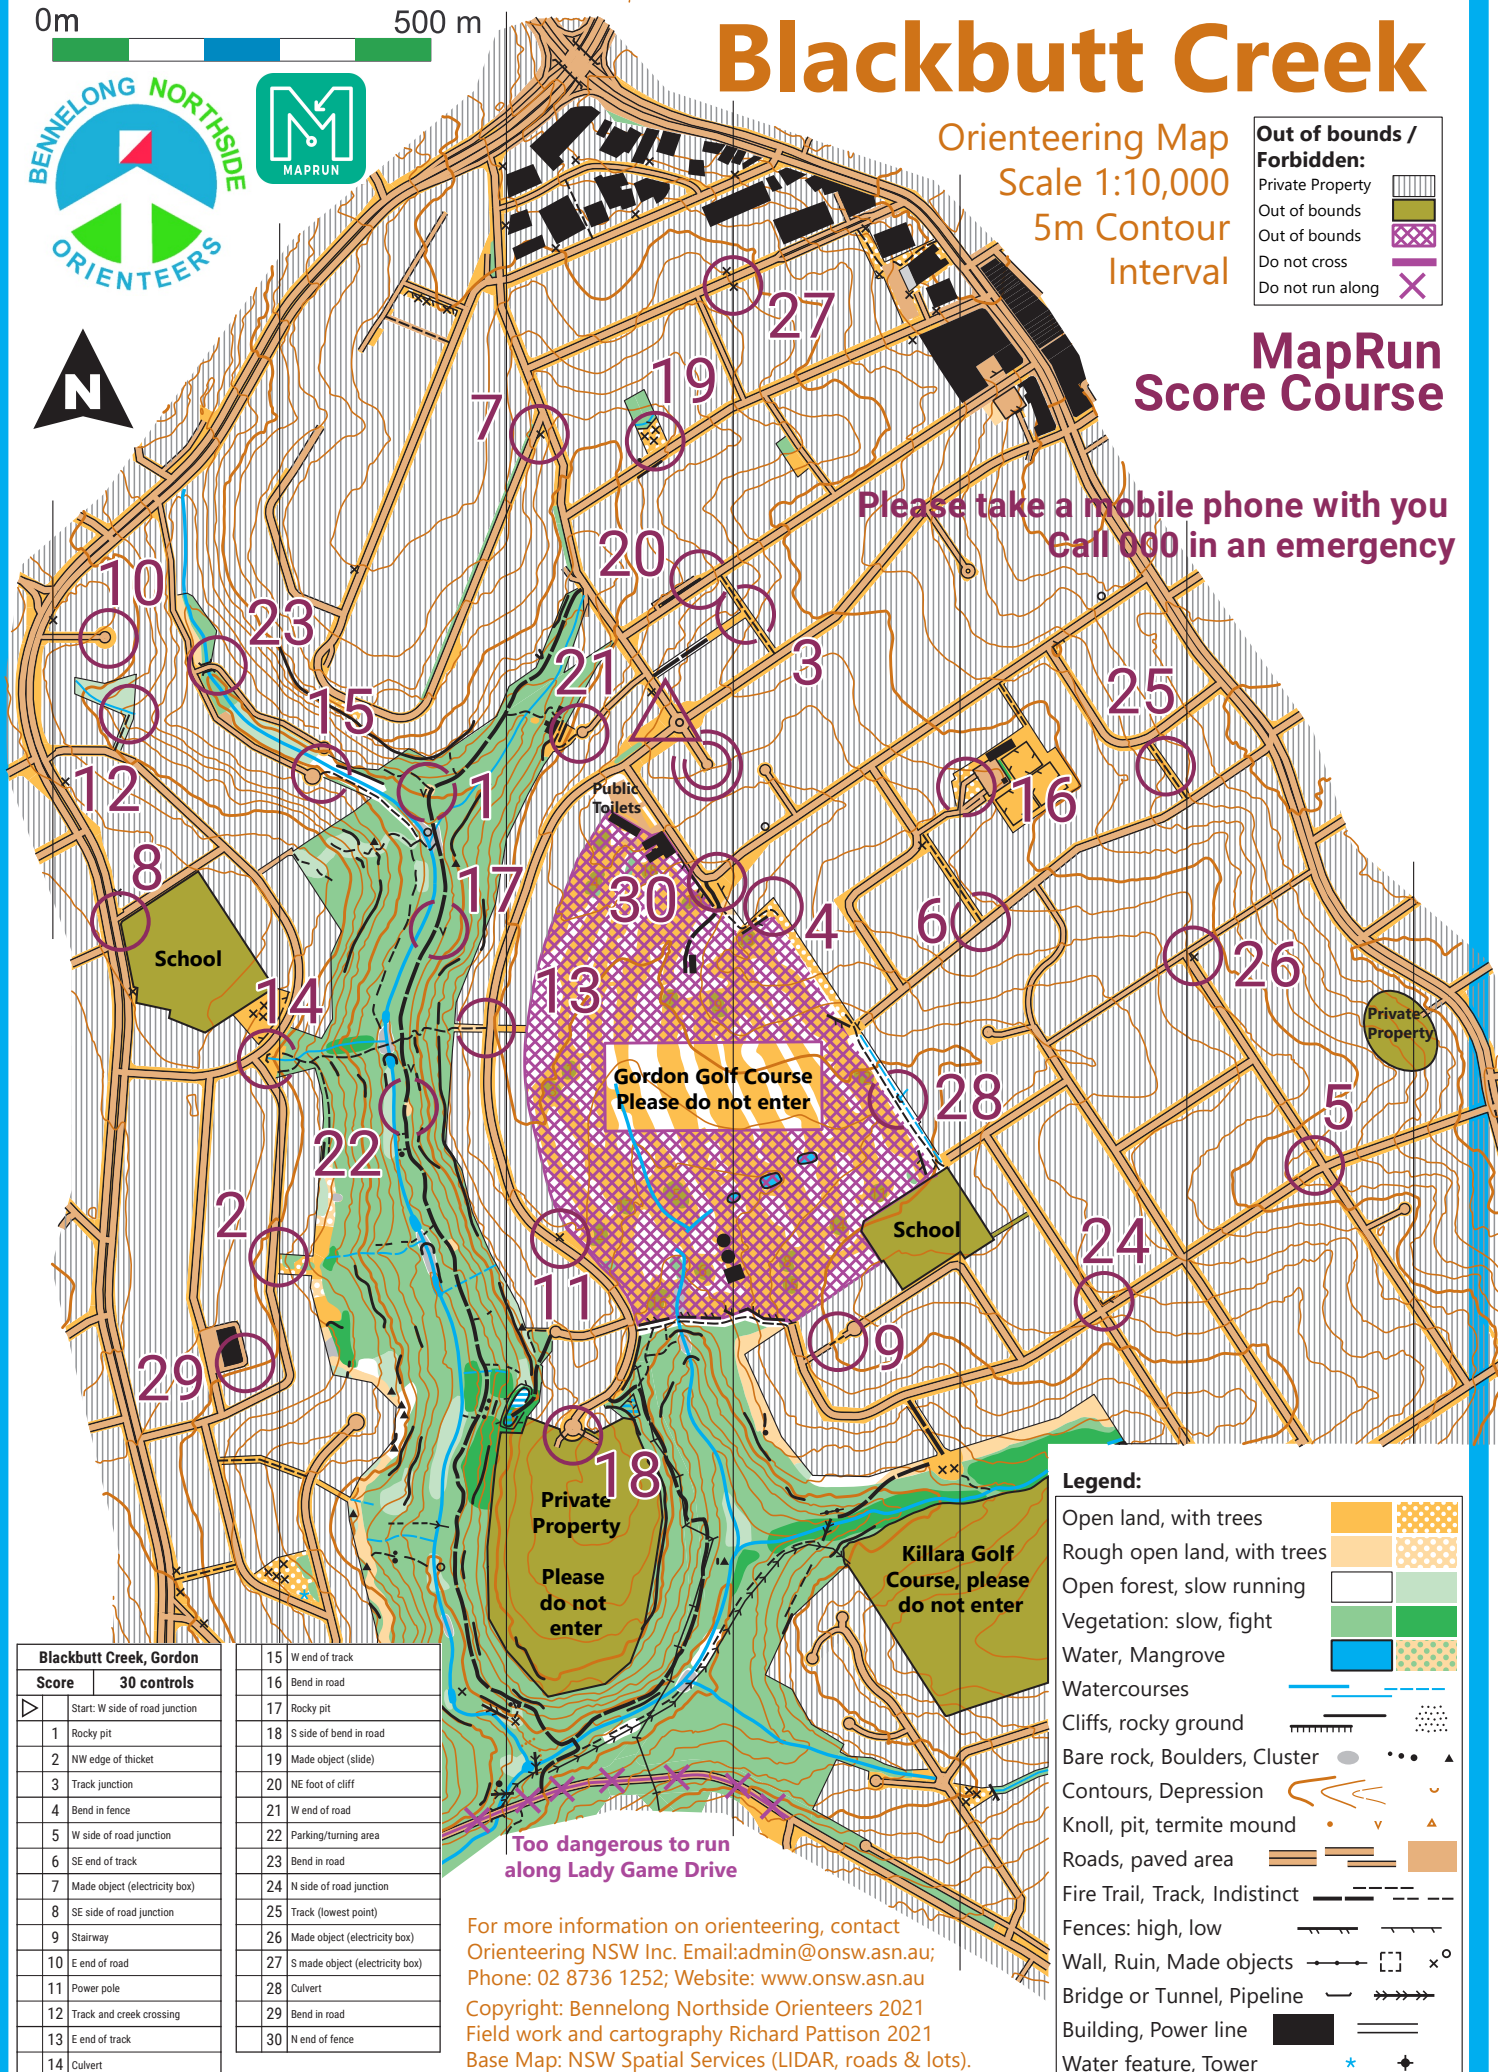 0m 500 m
Blackbutt Creek
BENNELONG NORTHSIDE
ORIENTEERS
MAPRUN
Orienteering Map
Scale 1:10,000
5m Contour
Interval
Out of bounds /
Forbidden:
Private Property
Out of bounds
Out of bounds
Do not cross
Do not run along
MapRun
Score Course
Please take a mobile phone with you
Call 000 in an emergency
N
27
19
7
20
10
23
3
21
25
15
12
1
16
Public
Toilets
8
17
30
4
6
School
26
13
14
Private
Property
Gordon Golf Course
Please do not enter
28
5
22
2
School
24
11
9
29
18
Private
Property
Please
do not
enter
Killara Golf
Course, please
do not enter
Too dangerous to run
along Lady Game Drive
Blackbutt Creek, Gordon
Score 30 controls
Start: W side of road junction
1 Rocky pit
2 NW edge of thicket
3 Track junction
4 Bend in fence
5 W side of road junction
6 SE end of track
7 Made object (electricity box)
8 SE side of road junction
9 Stairway
10 E end of road
11 Power pole
12 Track and creek crossing
13 E end of track
14 Culvert
15 W end of track
16 Bend in road
17 Rocky pit
18 S side of bend in road
19 Made object (slide)
20 NE foot of cliff
21 W end of road
22 Parking/turning area
23 Bend in road
24 N side of road junction
25 Track (lowest point)
26 Made object (electricity box)
27 S made object (electricity box)
28 Culvert
29 Bend in road
30 N end of fence
For more information on orienteering, contact
Orienteering NSW Inc. Email:admin@onsw.asn.au;
Phone: 02 8736 1252; Website: www.onsw.asn.au
Copyright: Bennelong Northside Orienteers 2021
Field work and cartography Richard Pattison 2021
Base Map: NSW Spatial Services (LIDAR, roads & lots).
Legend:
Open land, with trees
Rough open land, with trees
Open forest, slow running
Vegetation: slow, fight
Water, Mangrove
Watercourses
Cliffs, rocky ground
Bare rock, Boulders, Cluster
Contours, Depression
Knoll, pit, termite mound
Roads, paved area
Fire Trail, Track, Indistinct
Fences: high, low
Wall, Ruin, Made objects
Bridge or Tunnel, Pipeline
Building, Power line
Water feature, Tower